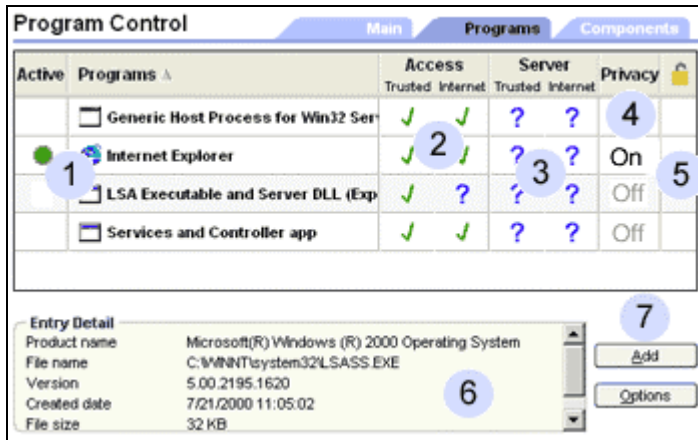 Program Control
Main Programs Components
Active Programs Access Server Privacy
Trusted Internet Trusted Internet
Generic Host Process for Win32 Ser
? ? 4
Internet Explorer
? ? On
1 2 3 5
LSA Executable and Server DLL (Exp
? ? ? Off
Services and Controller app
? ? Off
Entry Detail
7
Product name Microsoft(R) Windows (R) 2000 Operating System
File name C:\WINNT\system32\LSASS.EXE
Add
Version 5.00.2195.1620
6
Created date 7/21/2000 11:05:02
Options
File size 32 KB